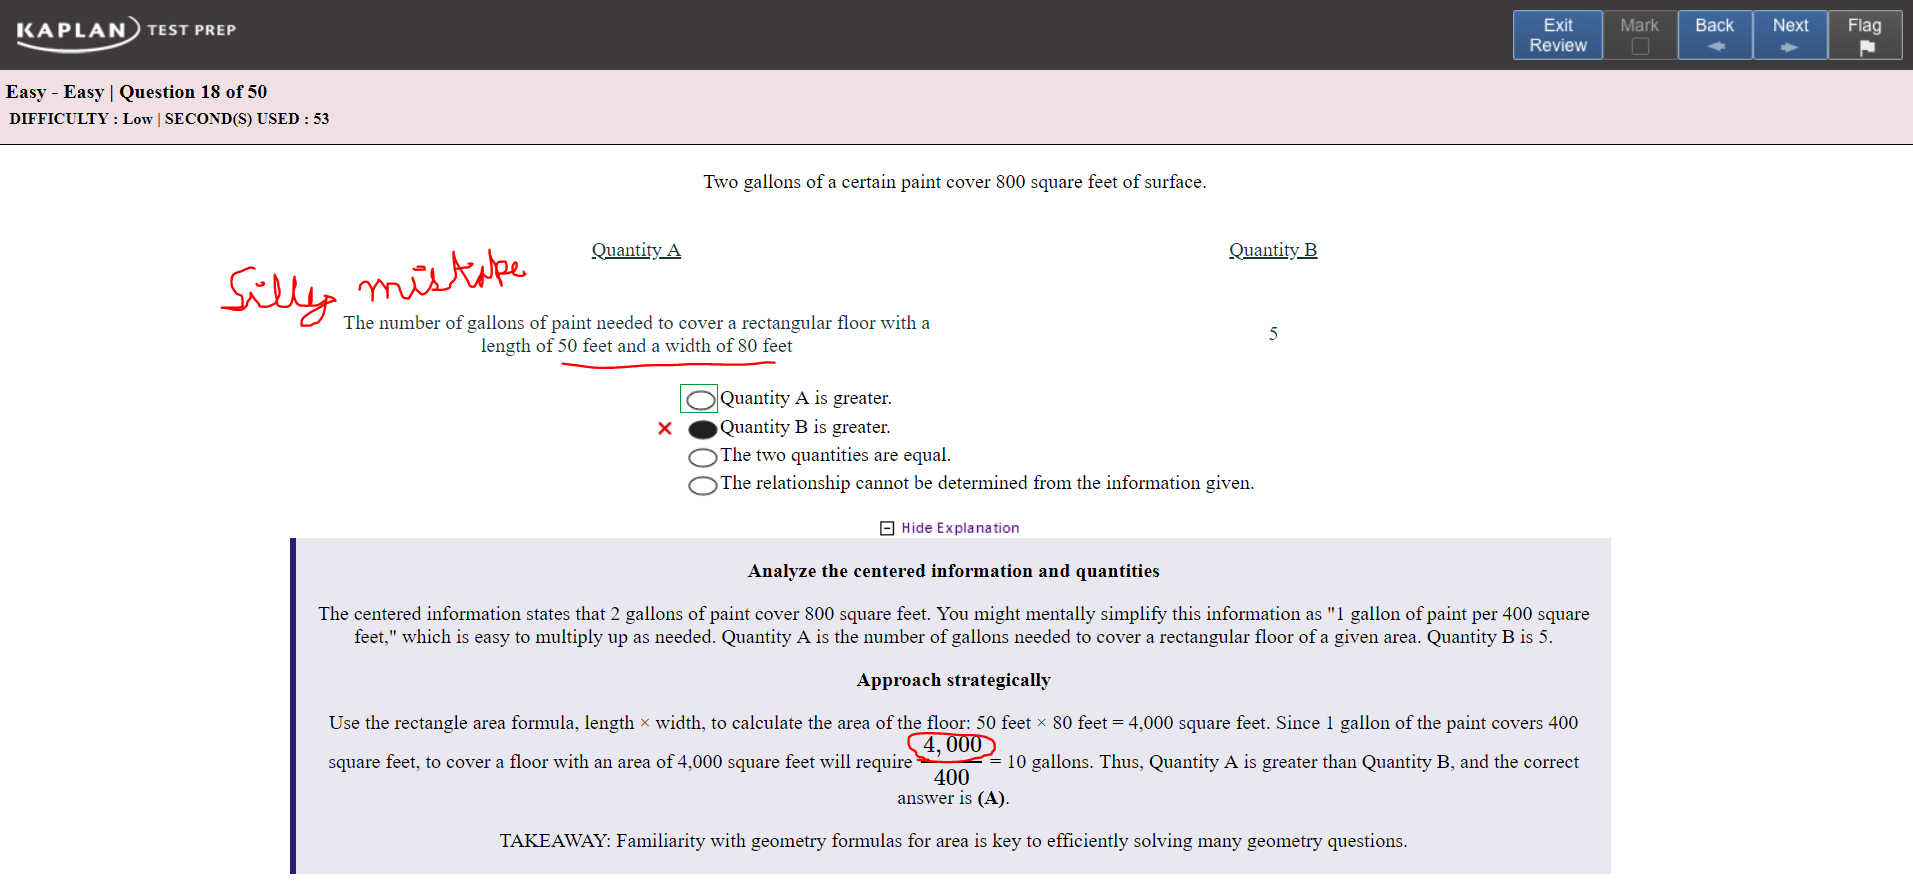 KAPLAN TEST PREP
Exit Review
Mark
Back
Next
Flag
Easy - Easy | Question 18 of 50
DIFFICULTY : Low | SECOND(S) USED : 53
Two gallons of a certain paint cover 800 square feet of surface.
Quantity A
Quantity B
Silly mistake
The number of gallons of paint needed to cover a rectangular floor with a
length of 50 feet and a width of 80 feet
5
Quantity A is greater.
Quantity B is greater.
The two quantities are equal.
The relationship cannot be determined from the information given.
Hide Explanation
Analyze the centered information and quantities
The centered information states that 2 gallons of paint cover 800 square feet. You might mentally simplify this information as "1 gallon of paint per 400 square
feet," which is easy to multiply up as needed. Quantity A is the number of gallons needed to cover a rectangular floor of a given area. Quantity B is 5.
Approach strategically
Use the rectangle area formula, length × width, to calculate the area of the floor: 50 feet × 80 feet = 4,000 square feet. Since 1 gallon of the paint covers 400
square feet, to cover a floor with an area of 4,000 square feet will require 4,000/400 = 10 gallons. Thus, Quantity A is greater than Quantity B, and the correct
answer is (A).
TAKEAWAY: Familiarity with geometry formulas for area is key to efficiently solving many geometry questions.